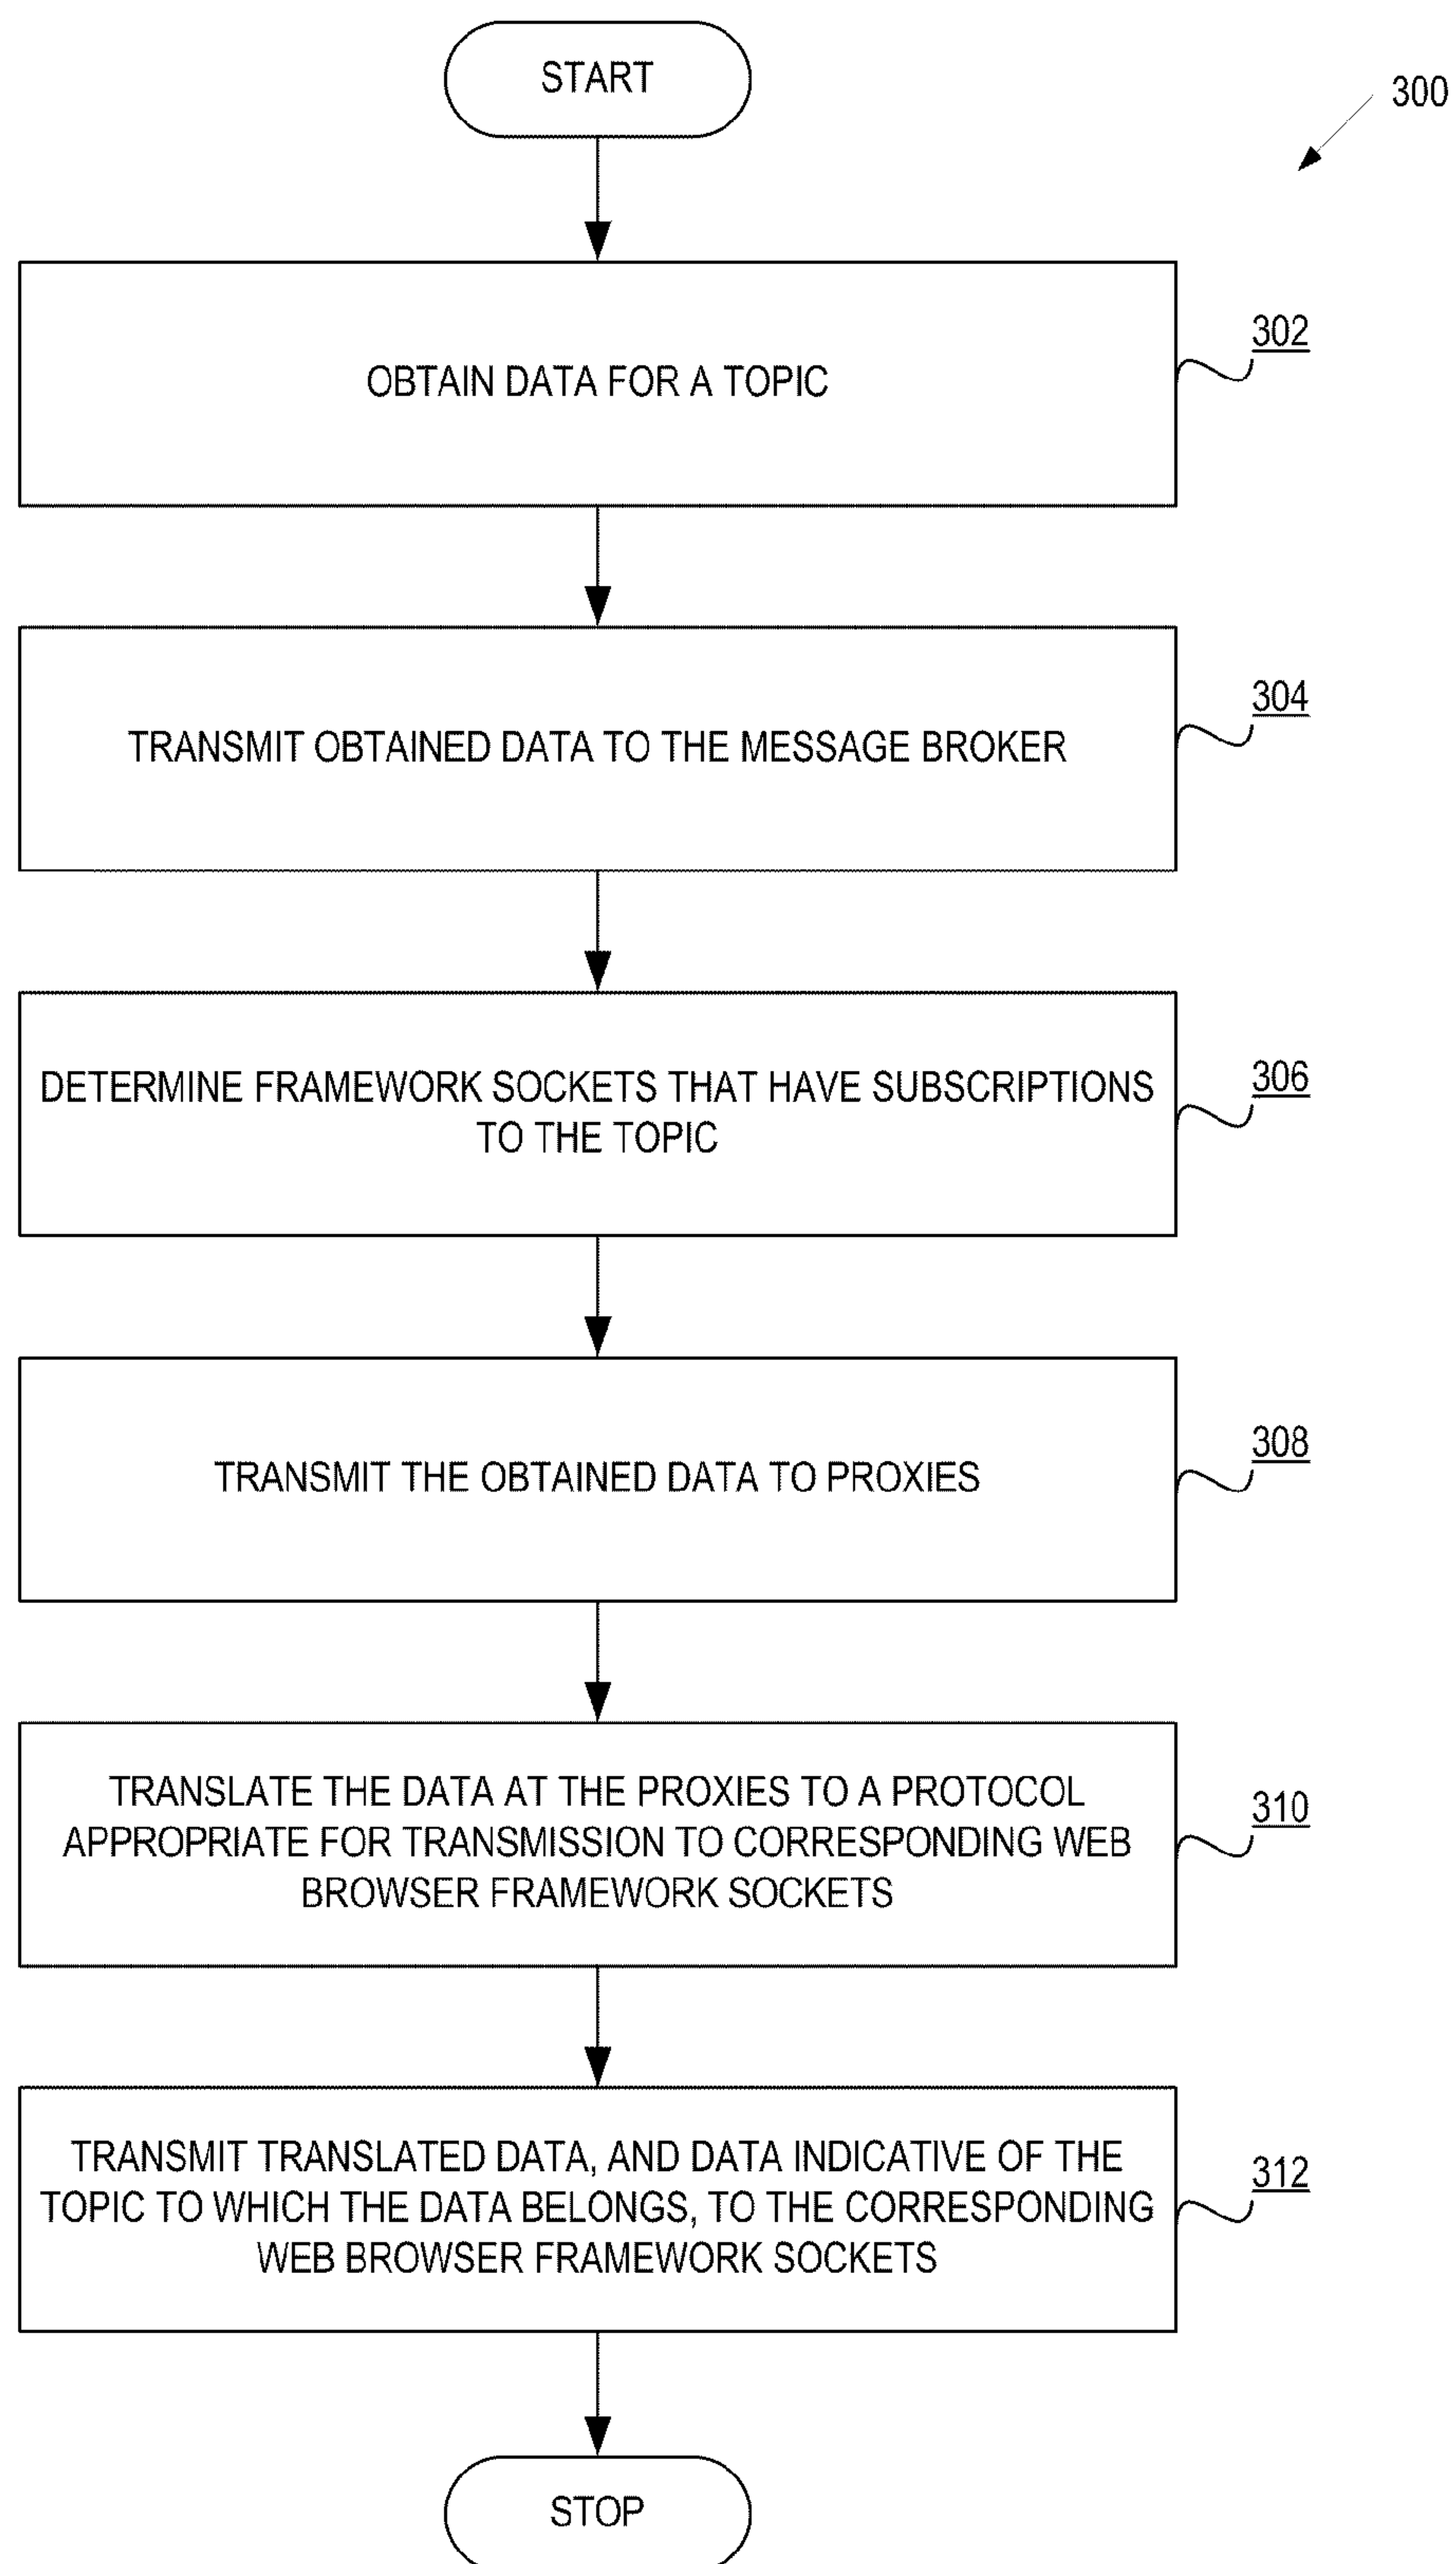 START
300
OBTAIN DATA FOR A TOPIC
302
TRANSMIT OBTAINED DATA TO THE MESSAGE BROKER
304
DETERMINE FRAMEWORK SOCKETS THAT HAVE SUBSCRIPTIONS
TO THE TOPIC
306
TRANSMIT THE OBTAINED DATA TO PROXIES
308
TRANSLATE THE DATA AT THE PROXIES TO A PROTOCOL
APPROPRIATE FOR TRANSMISSION TO CORRESPONDING WEB
BROWSER FRAMEWORK SOCKETS
310
TRANSMIT TRANSLATED DATA, AND DATA INDICATIVE OF THE
TOPIC TO WHICH THE DATA BELONGS, TO THE CORRESPONDING
WEB BROWSER FRAMEWORK SOCKETS
312
STOP